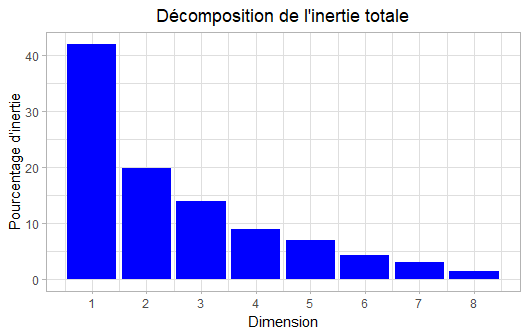 Décomposition de l'inertie totale
Pourcentage d'inertie
40
30
20
10
0
1 2 3 4 5 6 7 8
Dimension